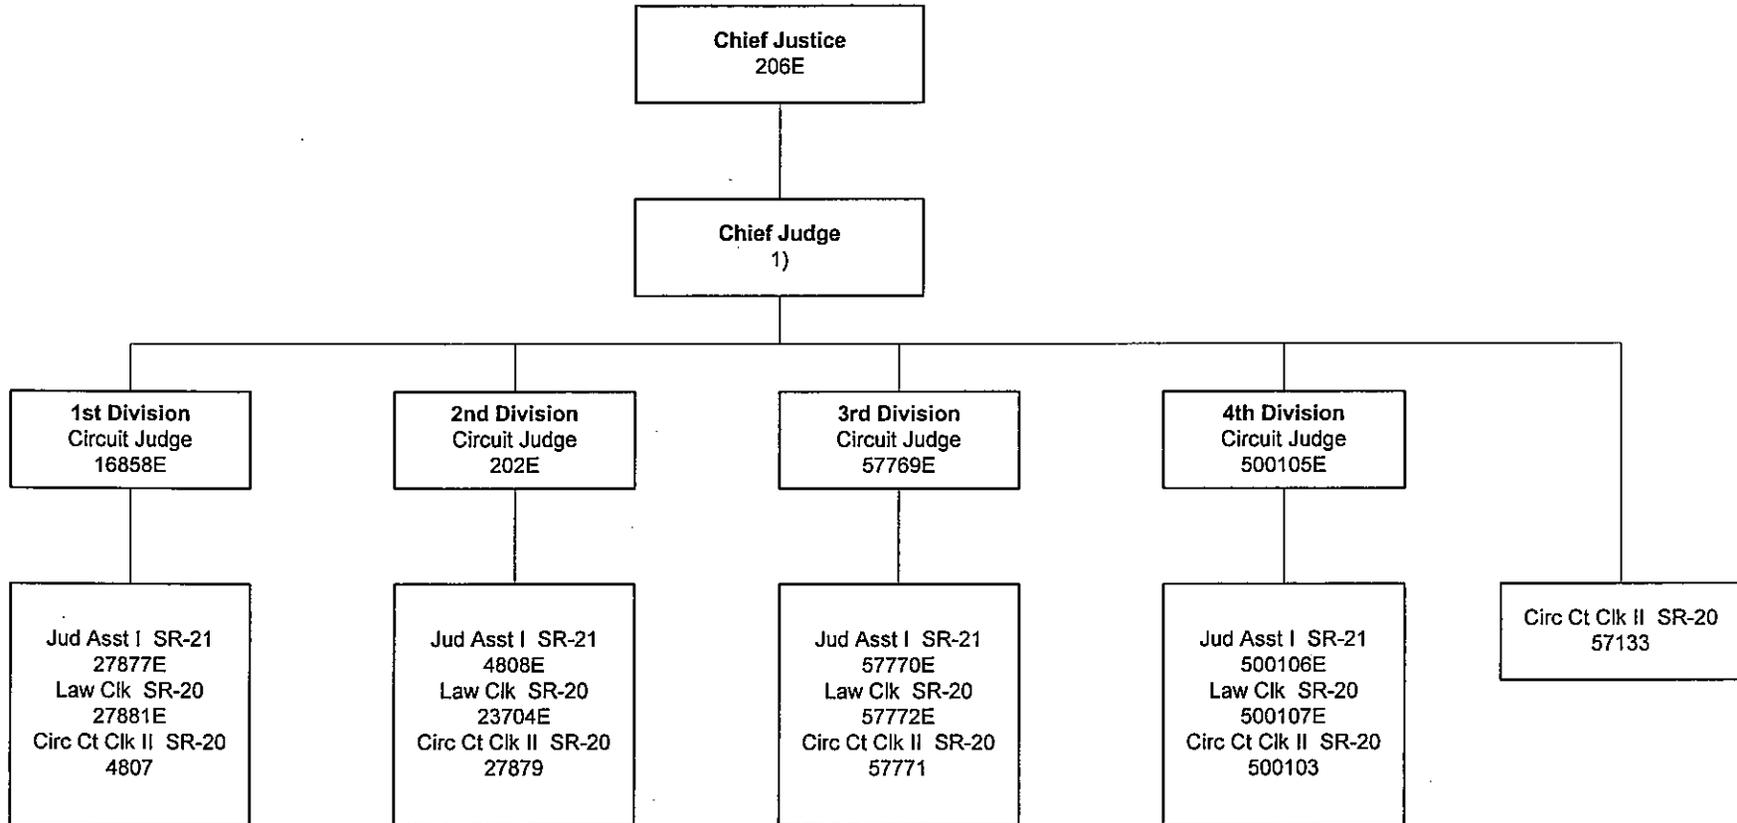 Chief Justice
206E
Chief Judge
1)
1st Division
Circuit Judge
16858E
2nd Division
Circuit Judge
202E
3rd Division
Circuit Judge
57769E
4th Division
Circuit Judge
500105E
Jud Asst I SR-21
27877E
Law Clk SR-20
27881E
Circ Ct Clk II SR-20
4807
Jud Asst I SR-21
4808E
Law Clk SR-20
23704E
Circ Ct Clk II SR-20
27879
Jud Asst I SR-21
57770E
Law Clk SR-20
57772E
Circ Ct Clk II SR-20
57771
Jud Asst I SR-21
500106E
Law Clk SR-20
500107E
Circ Ct Clk II SR-20
500103
Circ Ct Clk II SR-20
57133